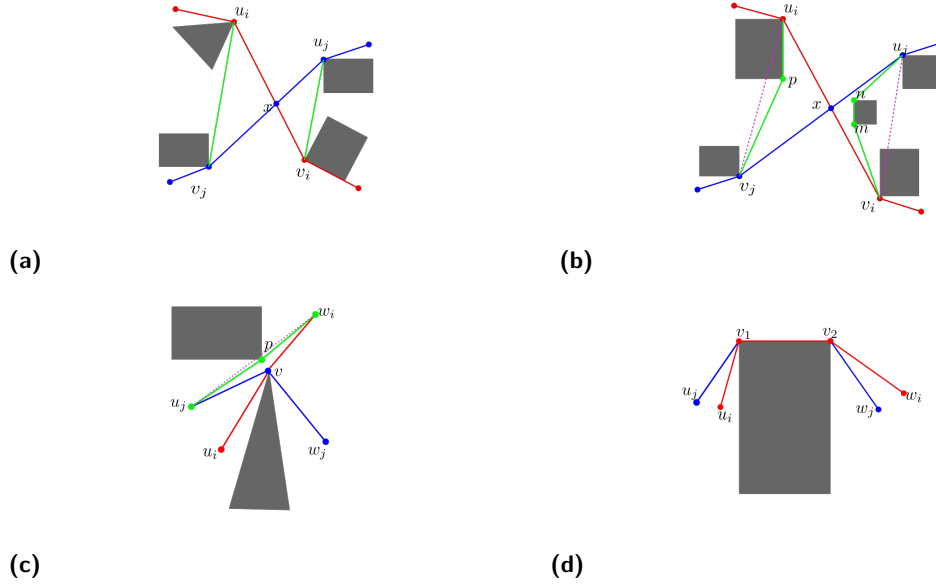 u_i
u_j
x
v_i
v_j
(a)
u_i
u_j
p
n
x
m
v_j
v_i
(b)
w_i
p
v
u_j
u_i
w_j
(c)
v_1 v_2
u_j
u_i
w_i
w_j
(d)